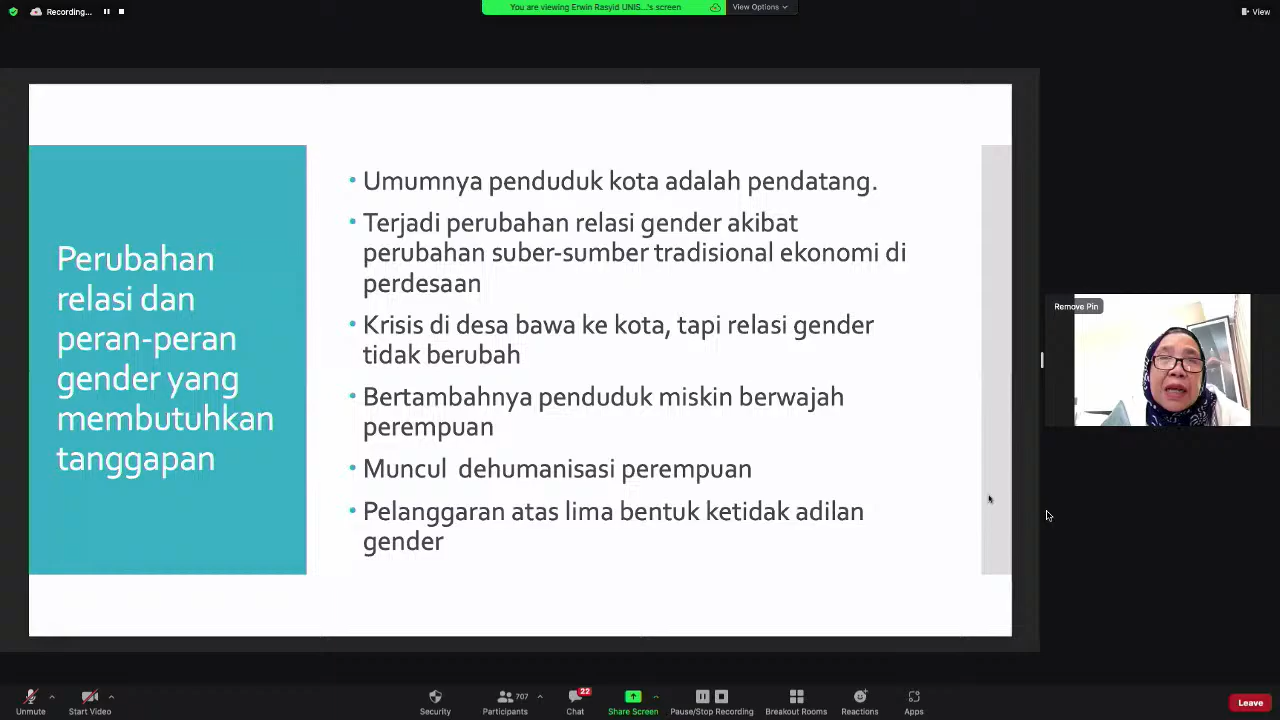 Recording...
You are viewing Erwin Rasyid UNIS...'s screen
View Options
View
Perubahan
relasi dan
peran-peran
gender yang
membutuhkan
tanggapan
• Umumnya penduduk kota adalah pendatang.
• Terjadi perubahan relasi gender akibat
perubahan suber-sumber tradisional ekonomi di
perdesaan
• Krisis di desa bawa ke kota, tapi relasi gender
tidak berubah
• Bertambahnya penduduk miskin berwajah
perempuan
• Muncul dehumanisasi perempuan
• Pelanggaran atas lima bentuk ketidak adilan
gender
Remove Pin
Unmute
Start Video
Security
Participants
707
Chat
22
Share Screen
Pause/Stop Recording
Breakout Rooms
Reactions
Apps
Leave